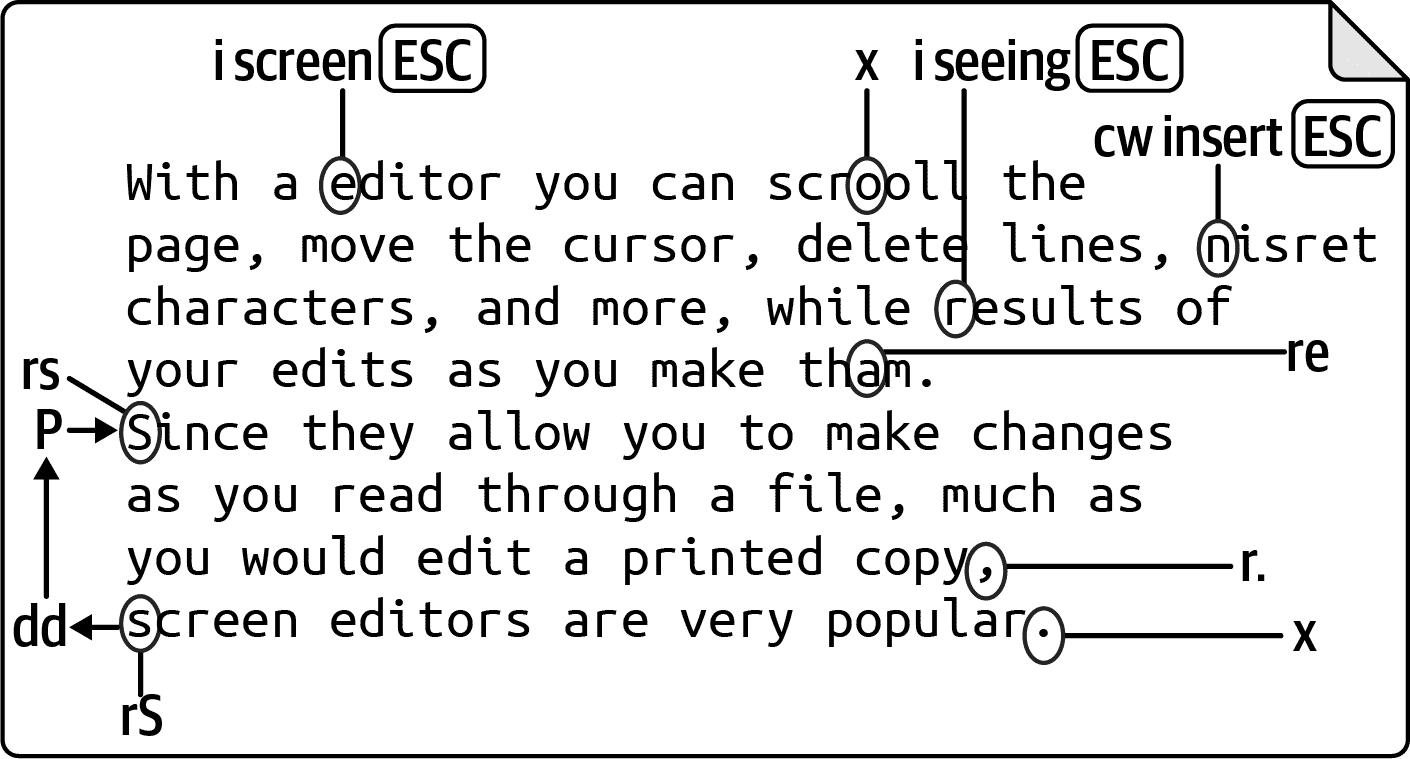 i screen ESC x i seeing ESC
cw insert ESC
With a editor you can scrooll the
page, move the cursor, delete lines, nisret
characters, and more, while results of
re
rs your edits as you make tham.
P Since they allow you to make changes
as you read through a file, much as
you would edit a printed copy, r.
dd screen editors are very popular. x
rS